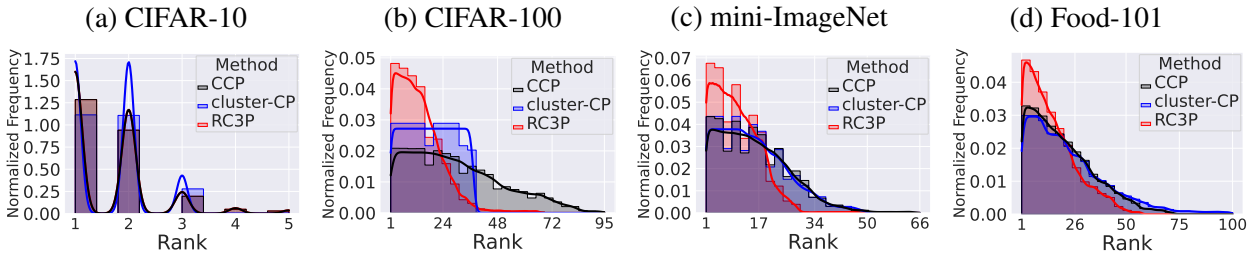 (a) CIFAR-10
Normalized Frequency
1.75
1.50
1.25
1.00
0.75
0.50
0.25
0.00
Method
CCP
cluster-CP
RC3P
1 2 3 4 5
Rank
(b) CIFAR-100
Normalized Frequency
0.05
0.04
0.03
0.02
0.01
0.00
Method
CCP
cluster-CP
RC3P
1 24 48 72 95
Rank
(c) mini-ImageNet
Normalized Frequency
0.07
0.06
0.05
0.04
0.03
0.01
0.00
Method
CCP
cluster-CP
RC3P
1 17 34 50 66
Rank
(d) Food-101
Normalized Frequency
0.04
0.03
0.02
0.01
0.00
Method
CCP
cluster-CP
RC3P
1 26 50 75 100
Rank